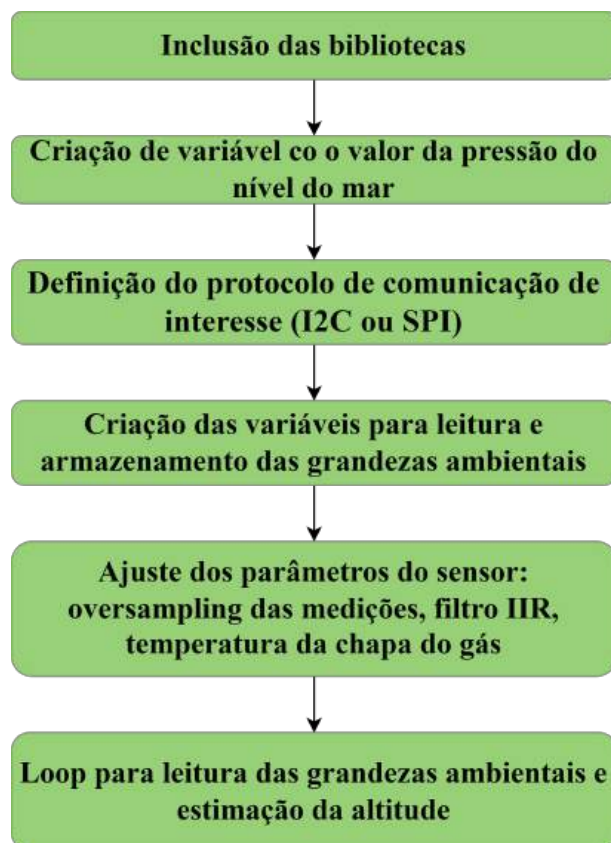 Inclusão das bibliotecas
Criação de variável co o valor da pressão do
nível do mar
Definição do protocolo de comunicação de
interesse (I2C ou SPI)
Criação das variáveis para leitura e
armazenamento das grandezas ambientais
Ajuste dos parâmetros do sensor:
oversampling das medições, filtro IIR,
temperatura da chapa do gás
Loop para leitura das grandezas ambientais e
estimação da altitude